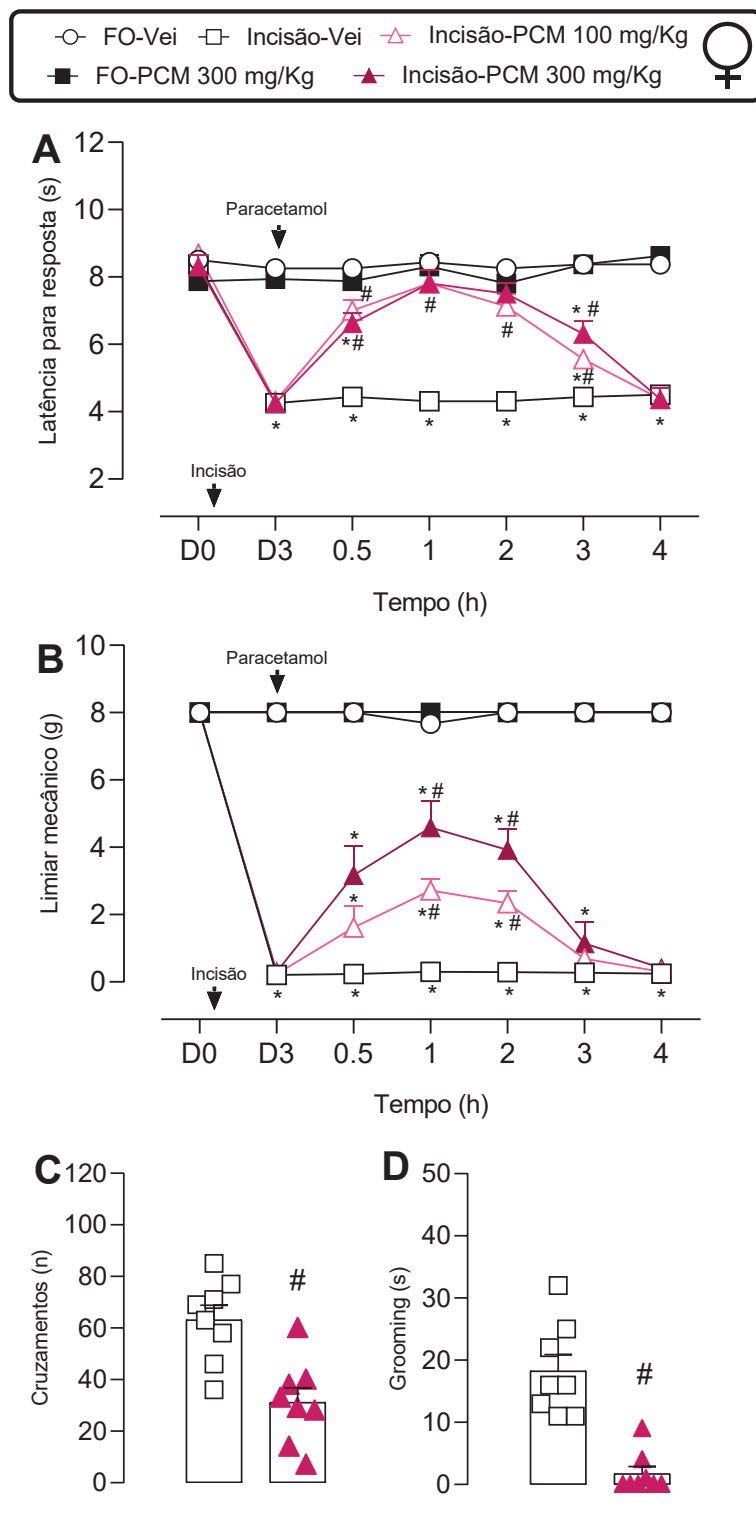 FO-Vei Incisão-Vei Incisão-PCM 100 mg/Kg
FO-PCM 300 mg/Kg Incisão-PCM 300 mg/Kg
A
Latência para resposta (s)
12
10
8
6
4
2
Paracetamol
Incisão
#
*#
#
#
* #
*#
* * * * * *
D0 D3 0.5 1 2 3 4
Tempo (h)
B
Limiar mecânico (g)
10
8
6
4
2
0
Paracetamol
Incisão
* #
* #
*
*
*
*#
* #
* * * * * *
D0 D3 0.5 1 2 3 4
Tempo (h)
C
Cruzamentos (n)
120
100
80
60
40
20
0
#
D
Grooming (s)
50
40
30
20
10
0
#